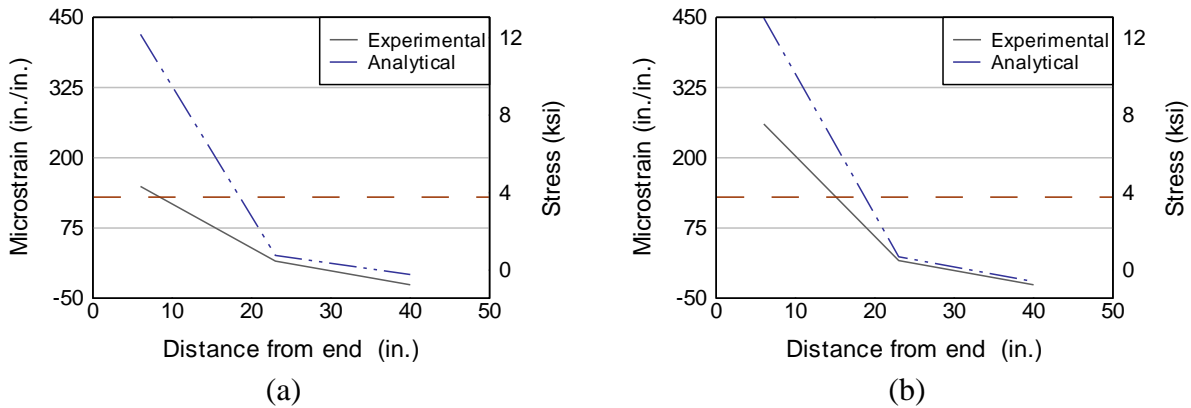 450
325
200
75
-50
Microstrain (in./in.)
Experimental
Analytical
12
8
4
0
Stress (ksi)
0 10 20 30 40 50
Distance from end (in.)
(a)
450
325
200
75
-50
Microstrain (in./in.)
Experimental
Analytical
12
8
4
0
Stress (ksi)
0 10 20 30 40 50
Distance from end (in.)
(b)